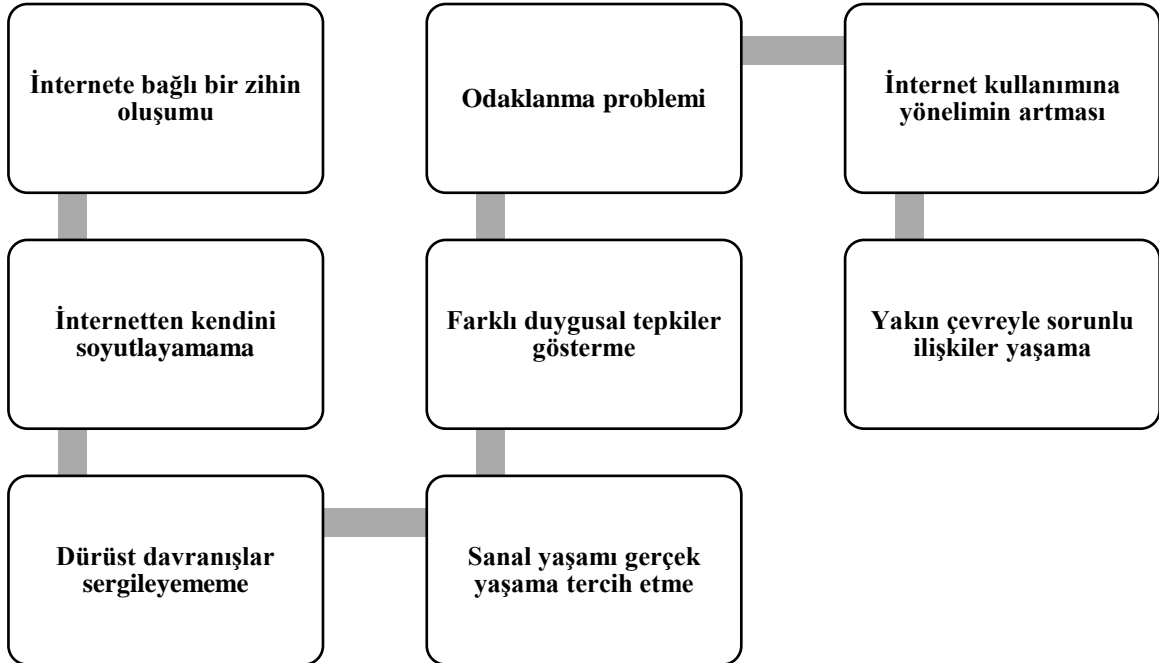 İnternete bağlı bir zihin
oluşumu
İnternetten kendini
soyutlayamama
Dürüst davranışlar
sergileyememe
Sanal yaşamı gerçek
yaşama tercih etme
Farklı duygusal tepkiler
gösterme
Odaklanma problemi
İnternet kullanımına
yönelimin artması
Yakın çevreyle sorunlu
ilişkiler yaşama